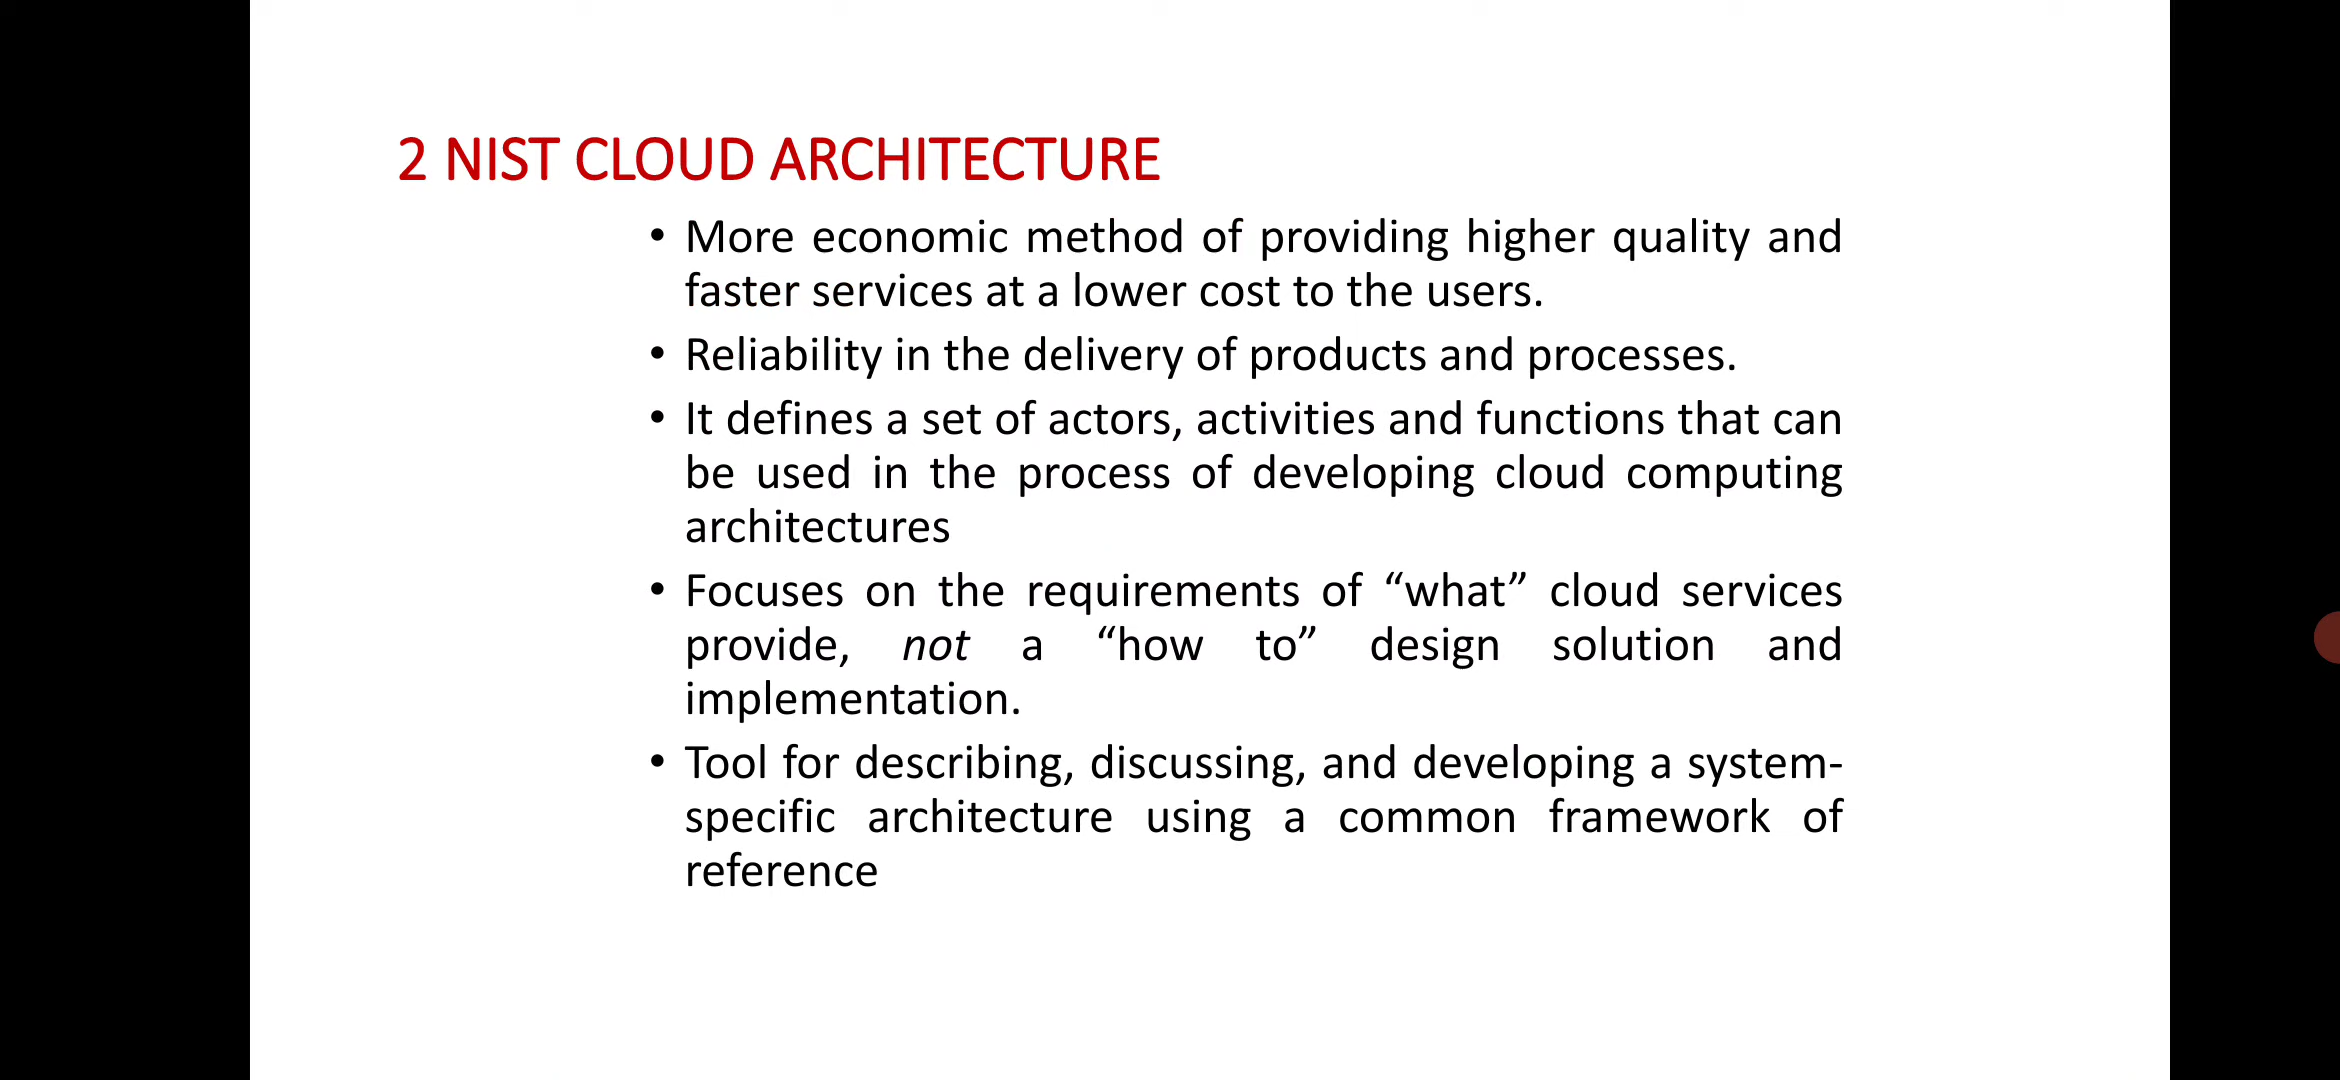 2 NIST CLOUD ARCHITECTURE
• More economic method of providing higher quality and
faster services at a lower cost to the users.
• Reliability in the delivery of products and processes.
• It defines a set of actors, activities and functions that can
be used in the process of developing cloud computing
architectures
• Focuses on the requirements of “what” cloud services
provide, not a “how to” design solution and
implementation.
• Tool for describing, discussing, and developing a system-
specific architecture using a common framework of
reference